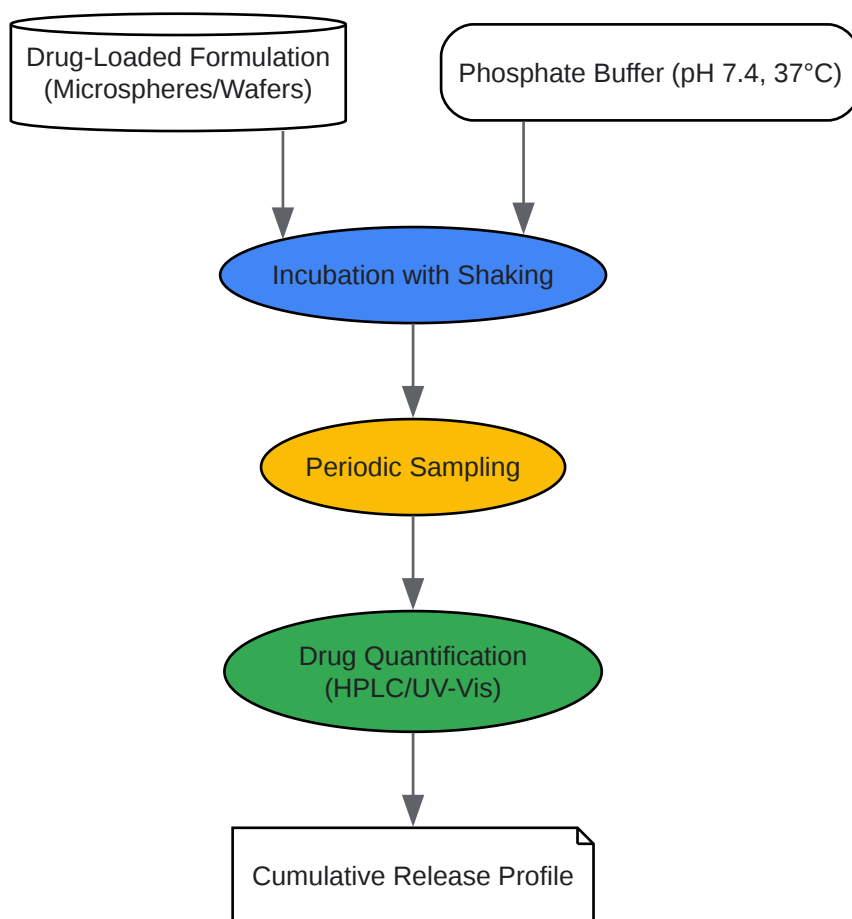 Drug-Loaded Formulation
(Microspheres/Wafers)
Phosphate Buffer (pH 7.4, 37°C)
Incubation with Shaking
Periodic Sampling
Drug Quantification
(HPLC/UV-Vis)
Cumulative Release Profile